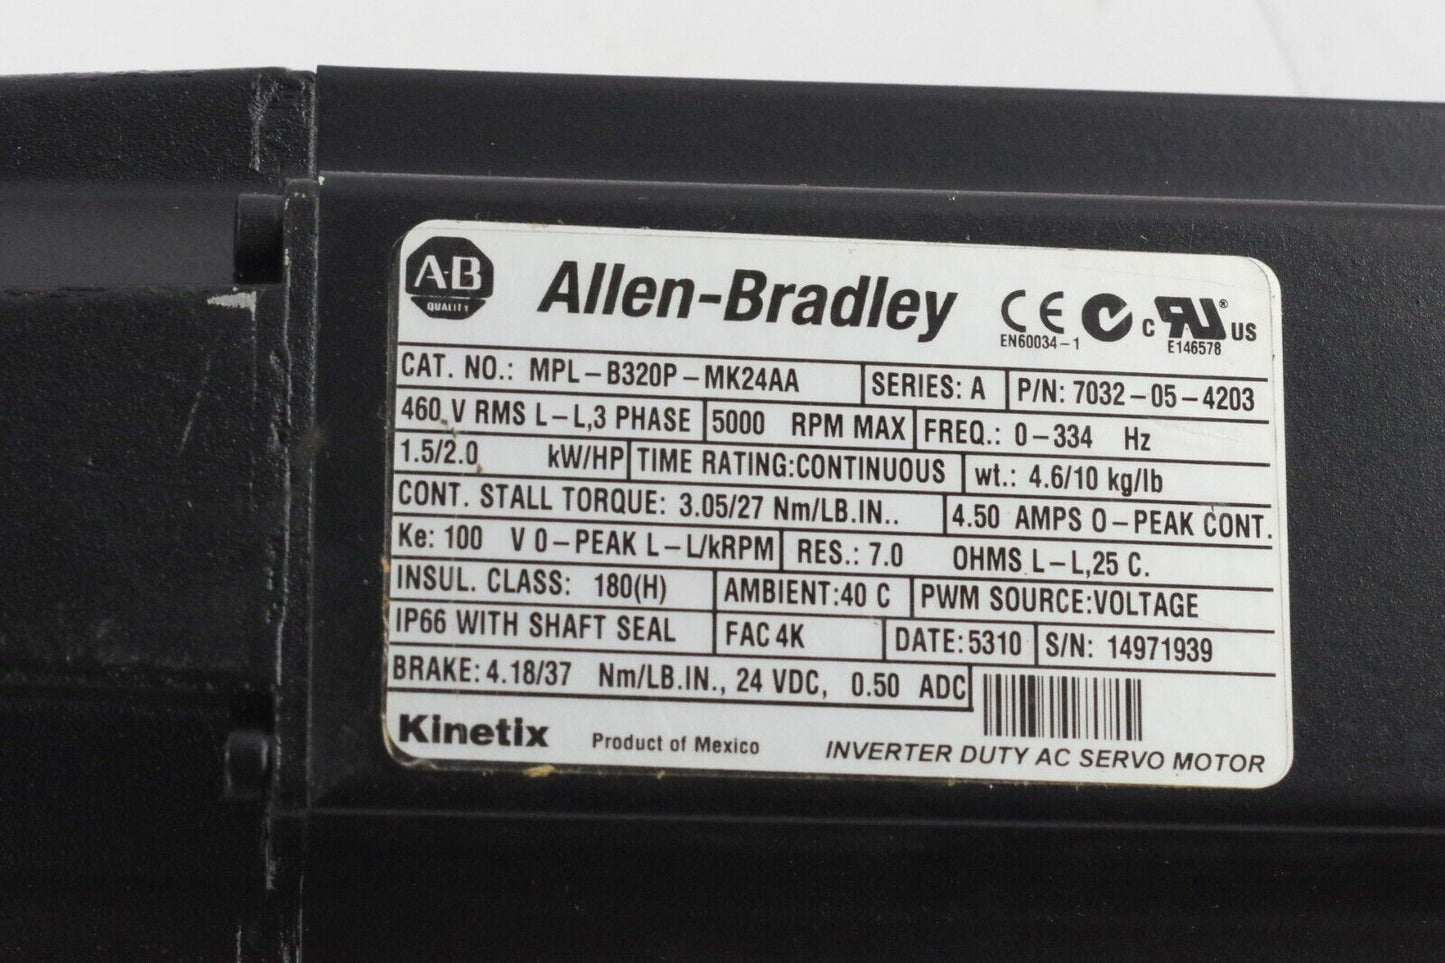 A-B
QUALITY
Allen-Bradley
CE
EN60034-1
c RU ® US
E146578
CAT. NO.: MPL-B320P-MK24AA SERIES: A P/N: 7032-05-4203
460 V RMS L-L,3 PHASE 5000 RPM MAX FREQ.: 0-334 Hz
1.5/2.0 kW/HP TIME RATING:CONTINUOUS wt.: 4.6/10 kg/lb
CONT. STALL TORQUE: 3.05/27 Nm/LB.IN.. 4.50 AMPS 0-PEAK CONT.
Ke: 100 V 0-PEAK L-L/kRPM RES.: 7.0 OHMS L-L,25 C.
INSUL. CLASS: 180(H) AMBIENT:40 C PWM SOURCE:VOLTAGE
IP66 WITH SHAFT SEAL FAC 4K DATE:5310 S/N: 14971939
BRAKE: 4.18/37 Nm/LB.IN., 24 VDC, 0.50 ADC
Kinetix Product of Mexico INVERTER DUTY AC SERVO MOTOR